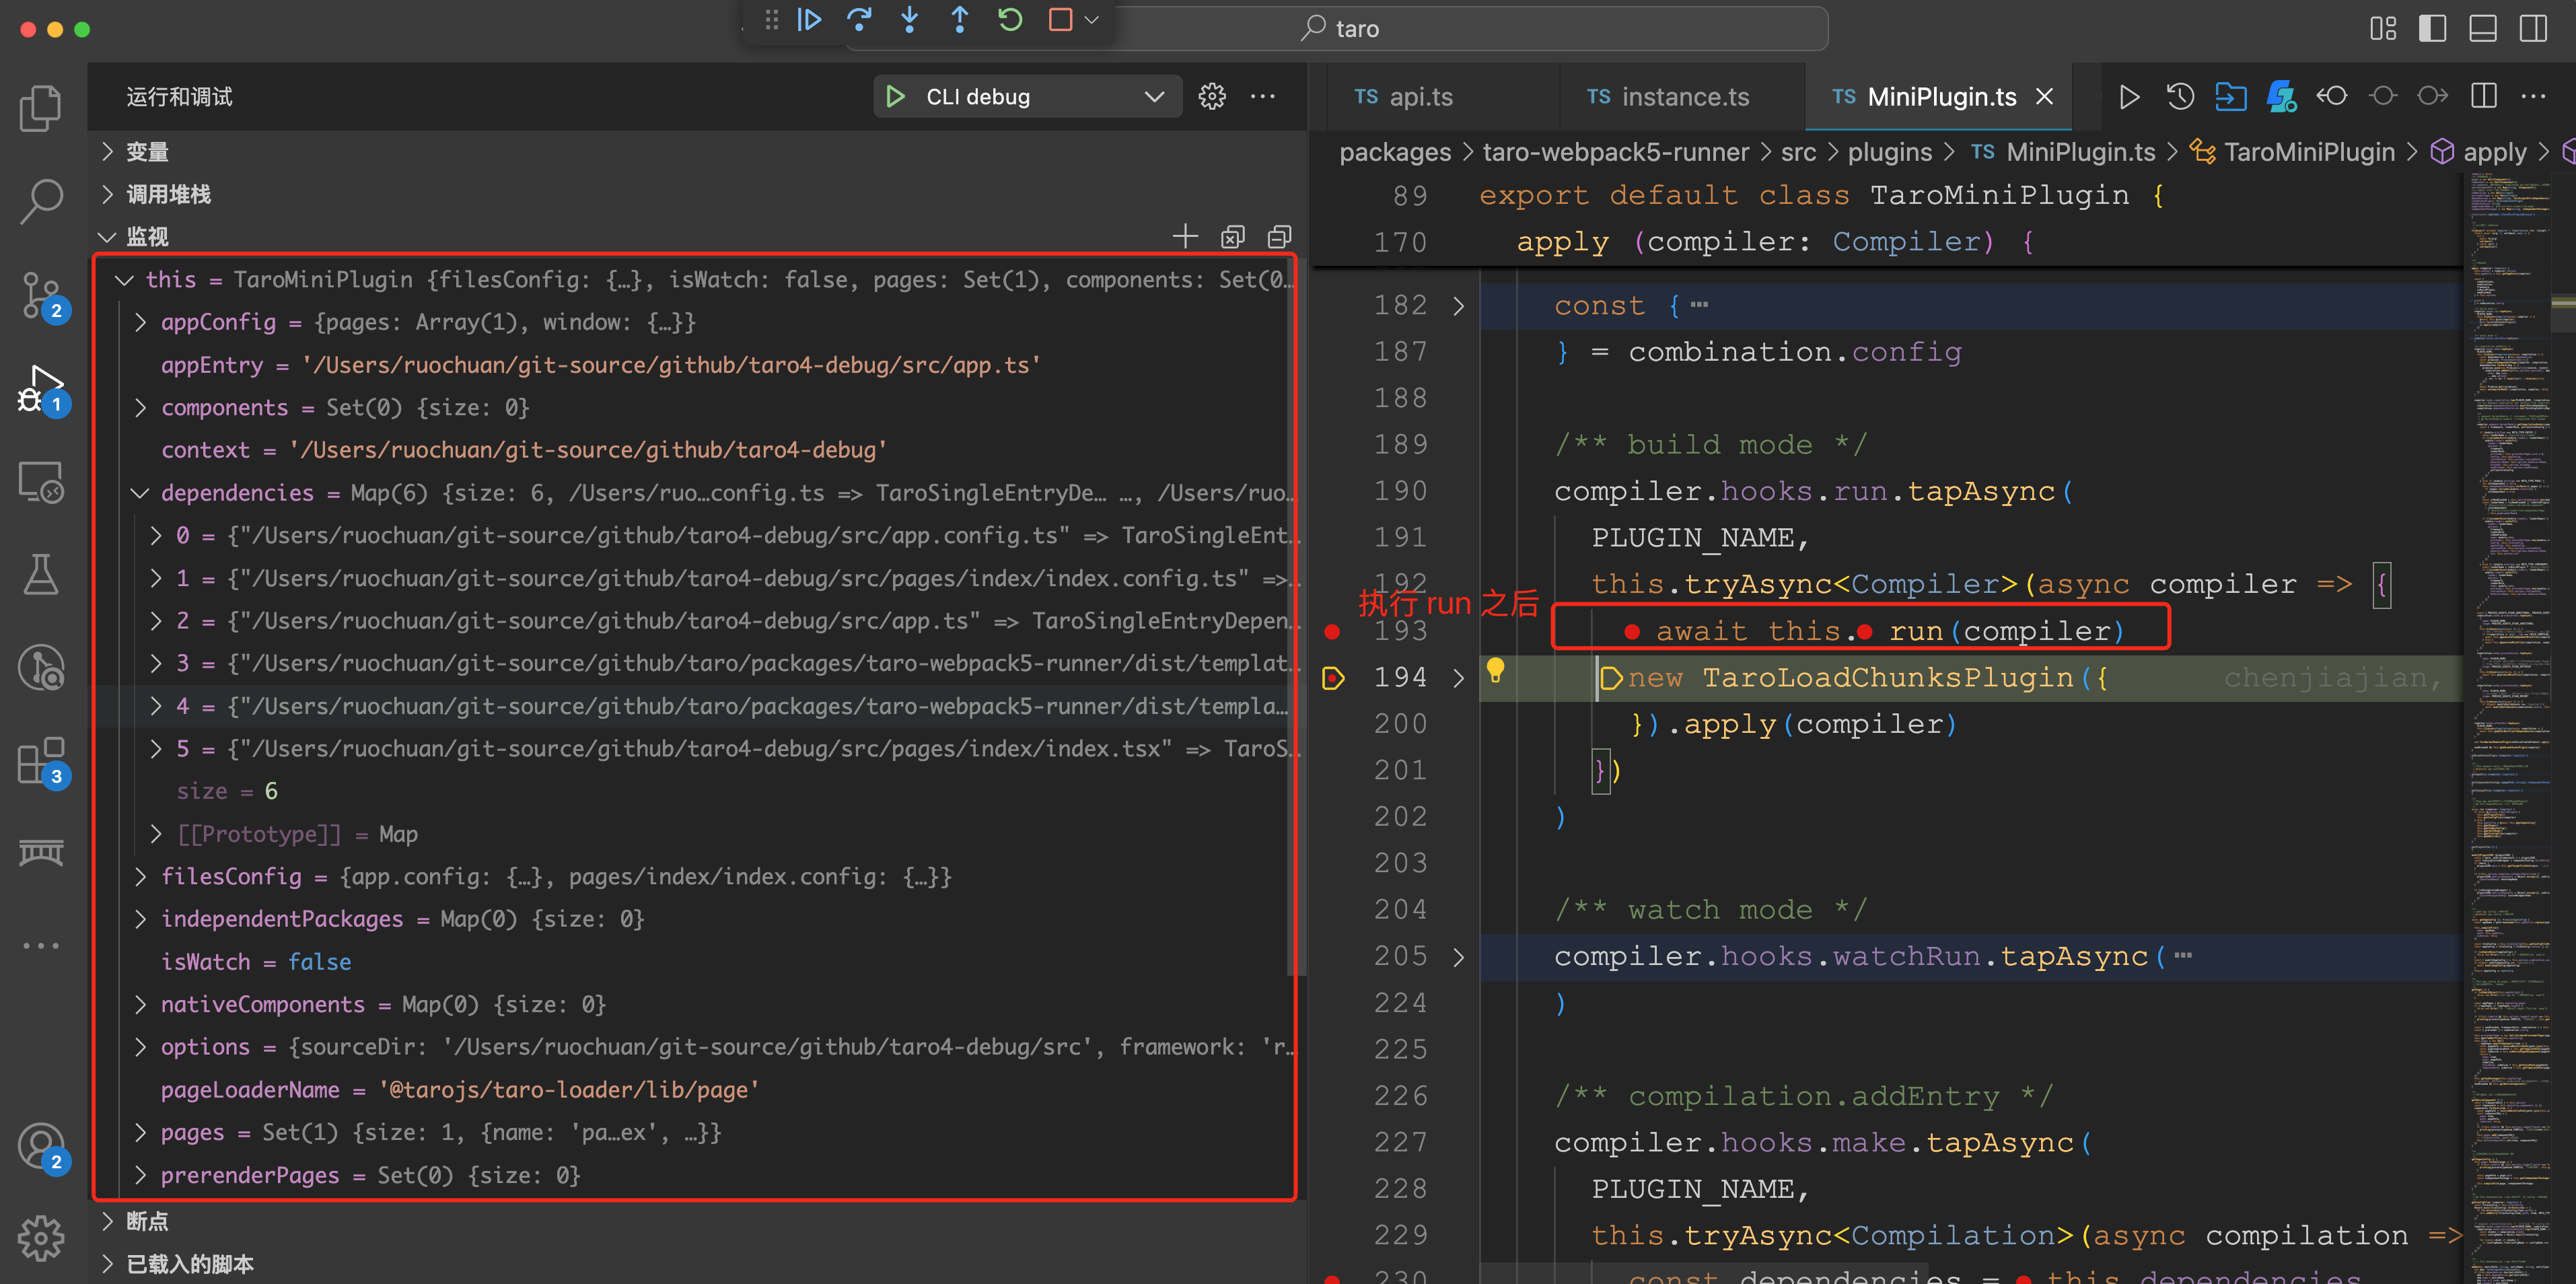 taro
运行和调试
CLI debug
变量
调用堆栈
监视
this = TaroMiniPlugin {filesConfig: {…}, isWatch: false, pages: Set(1), components: Set(0…
appConfig = {pages: Array(1), window: {…}}
appEntry = '/Users/ruochuan/git-source/github/taro4-debug/src/app.ts'
components = Set(0) {size: 0}
context = '/Users/ruochuan/git-source/github/taro4-debug'
dependencies = Map(6) {size: 6, /Users/ruo…config.ts => TaroSingleEntryDe… …, /Users/ruo…
0 = {"/Users/ruochuan/git-source/github/taro4-debug/src/app.config.ts" => TaroSingleEnt…
1 = {"/Users/ruochuan/git-source/github/taro4-debug/src/pages/index/index.config.ts" =>…
2 = {"/Users/ruochuan/git-source/github/taro4-debug/src/app.ts" => TaroSingleEntryDepen…
3 = {"/Users/ruochuan/git-source/github/taro/packages/taro-webpack5-runner/dist/templat…
4 = {"/Users/ruochuan/git-source/github/taro/packages/taro-webpack5-runner/dist/templa…
5 = {"/Users/ruochuan/git-source/github/taro4-debug/src/pages/index/index.tsx" => TaroS…
size = 6
[[Prototype]] = Map
filesConfig = {app.config: {…}, pages/index/index.config: {…}}
independentPackages = Map(0) {size: 0}
isWatch = false
nativeComponents = Map(0) {size: 0}
options = {sourceDir: '/Users/ruochuan/git-source/github/taro4-debug/src', framework: 'r…
pageLoaderName = '@tarojs/taro-loader/lib/page'
pages = Set(1) {size: 1, {name: 'pa…ex', …}}
prerenderPages = Set(0) {size: 0}
断点
已载入的脚本
2
1
3
2
TS api.ts
TS instance.ts
TS MiniPlugin.ts
packages > taro-webpack5-runner > src > plugins > TS MiniPlugin.ts > TaroMiniPlugin > apply >
89 export default class TaroMiniPlugin {
170 apply (compiler: Compiler) {
182 const { …
187 } = combination.config
188
189 /** build mode */
190 compiler.hooks.run.tapAsync(
191 PLUGIN_NAME,
192 this.tryAsync<Compiler>(async compiler => {
执行 run 之后
193 await this. run(compiler)
194 new TaroLoadChunksPlugin({ chenjiajian,
200 }).apply(compiler)
201 })
202 )
203
204 /** watch mode */
205 compiler.hooks.watchRun.tapAsync( …
224 )
225
226 /** compilation.addEntry */
227 compiler.hooks.make.tapAsync(
228 PLUGIN_NAME,
229 this.tryAsync<Compilation>(async compilation =>
230 const dependencies = this.dependencies